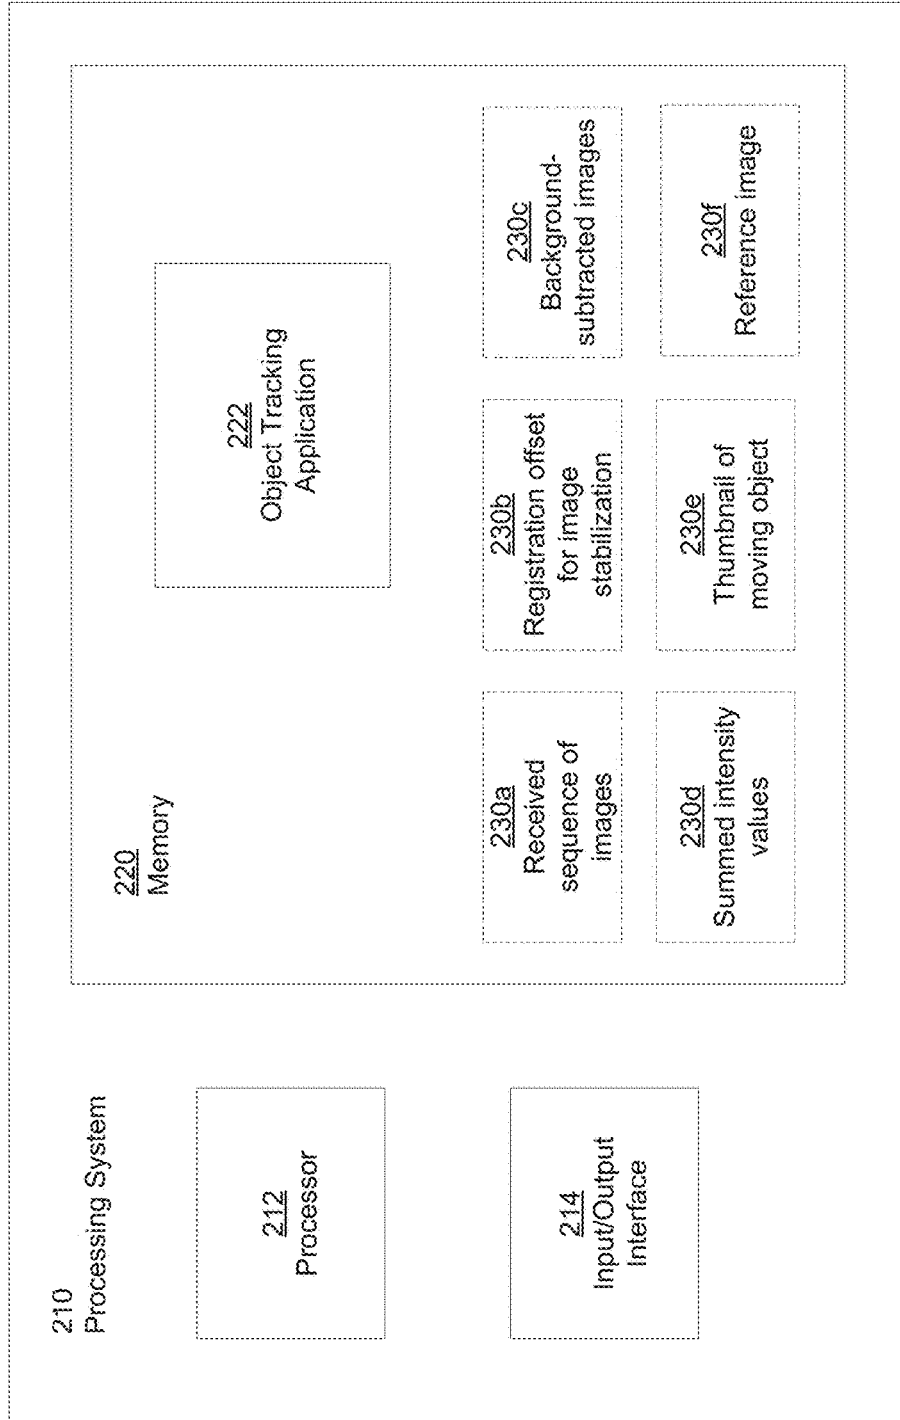 210
Processing System
212
Processor
214
Input/Output
Interface
220
Memory
222
Object Tracking
Application
230a
Received
sequence of
images
230b
Registration offset
for image
stabilization
230c
Background-
subtracted images
230d
Summed intensity
values
230e
Thumbnail of
moving object
230f
Reference image